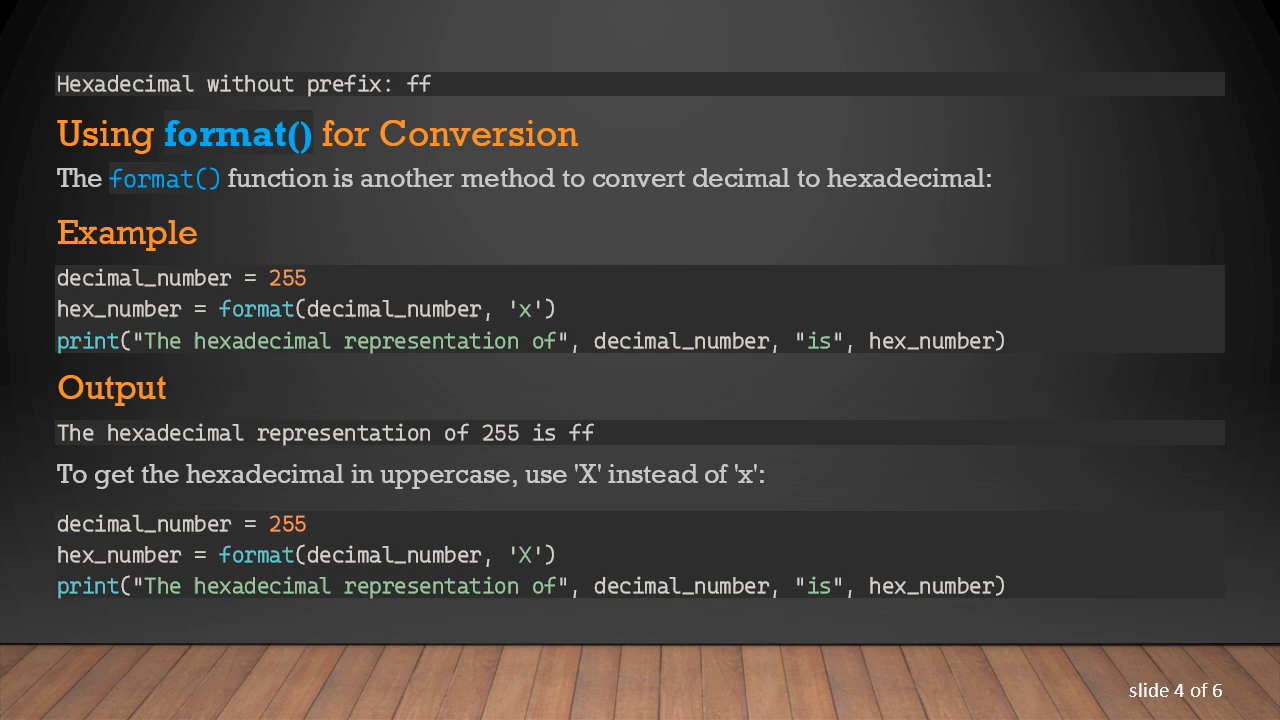 Hexadecimal without prefix: ff
Using format() for Conversion
The format() function is another method to convert decimal to hexadecimal:
Example
decimal_number = 255
hex_number = format(decimal_number, 'x')
print("The hexadecimal representation of", decimal_number, "is", hex_number)
Output
The hexadecimal representation of 255 is ff
To get the hexadecimal in uppercase, use 'X' instead of 'x':
decimal_number = 255
hex_number = format(decimal_number, 'X')
print("The hexadecimal representation of", decimal_number, "is", hex_number)
slide 4 of 6